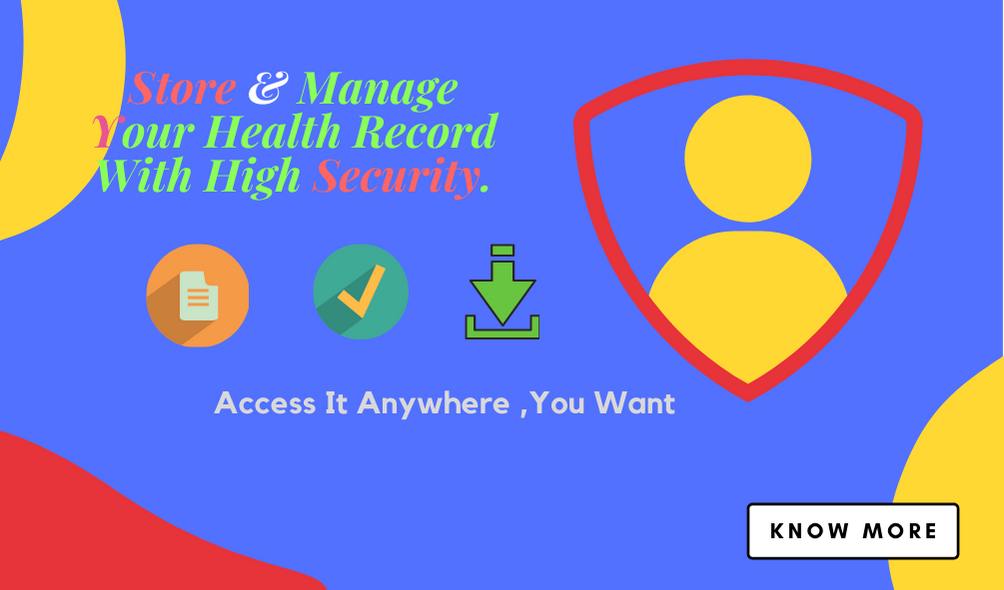 Store & Manage
Your Health Record
With High Security.
Access It Anywhere ,You Want
KNOW MORE